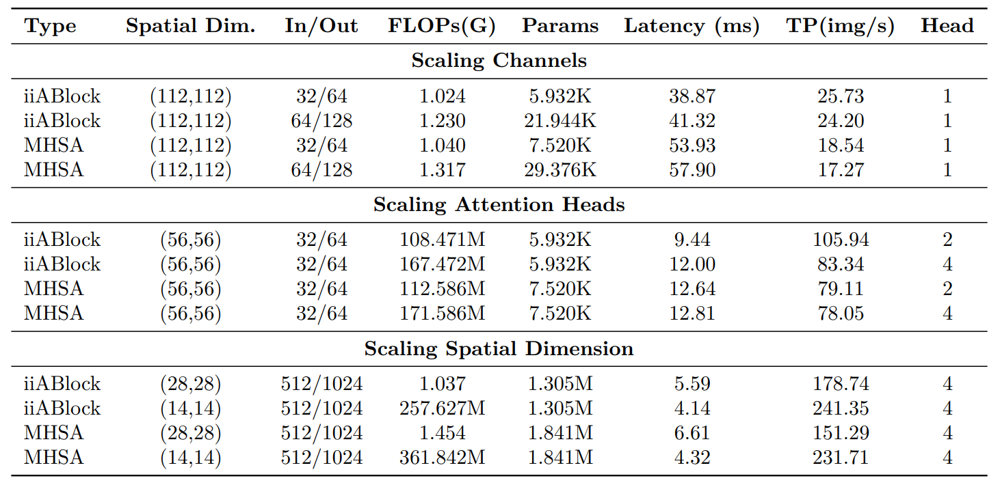 Type Spatial Dim. In/Out FLOPs(G) Params Latency (ms) TP(img/s) Head
Scaling Channels
iiABlock (112,112) 32/64 1.024 5.932K 38.87 25.73 1
iiABlock (112,112) 64/128 1.230 21.944K 41.32 24.20 1
MHSA (112,112) 32/64 1.040 7.520K 53.93 18.54 1
MHSA (112,112) 64/128 1.317 29.376K 57.90 17.27 1
Scaling Attention Heads
iiABlock (56,56) 32/64 108.471M 5.932K 9.44 105.94 2
iiABlock (56,56) 32/64 167.472M 5.932K 12.00 83.34 4
MHSA (56,56) 32/64 112.586M 7.520K 12.64 79.11 2
MHSA (56,56) 32/64 171.586M 7.520K 12.81 78.05 4
Scaling Spatial Dimension
iiABlock (28,28) 512/1024 1.037 1.305M 5.59 178.74 4
iiABlock (14,14) 512/1024 257.627M 1.305M 4.14 241.35 4
MHSA (28,28) 512/1024 1.454 1.841M 6.61 151.29 4
MHSA (14,14) 512/1024 361.842M 1.841M 4.32 231.71 4